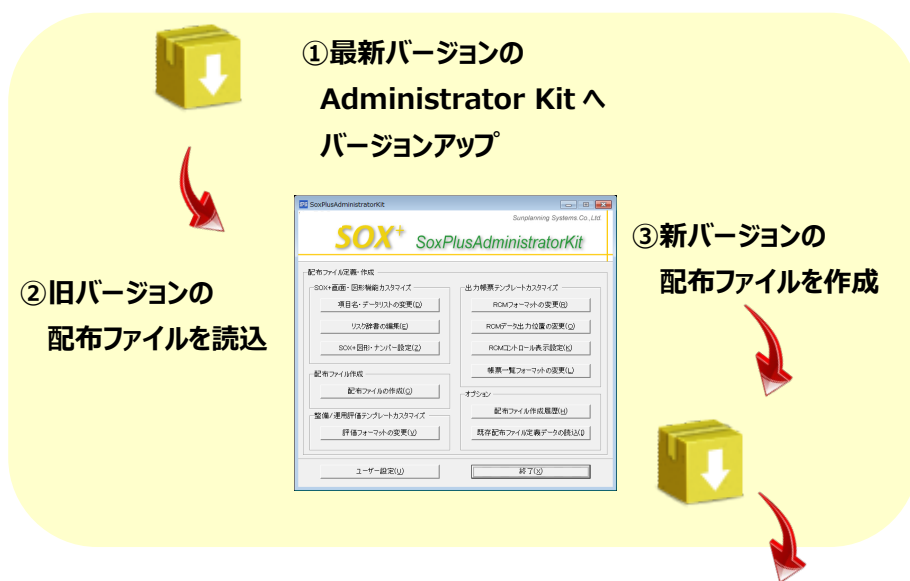 ①最新バージョンの
Administrator Kit へ
バージョンアップ
SoxPlusAdministratorKit
Sunplanning Systems.Co.,Ltd
SOX+ SoxPlusAdministratorKit
②旧バージョンの
配布ファイルを読込
③新バージョンの
配布ファイルを作成
配布ファイル定義・作成
SOX+画面・図形機能カスタマイズ
項目名・データリストの変更(D)
リスク辞書の編集(E)
SOX+図形・ナンバー設定(Z)
配布ファイル作成
配布ファイルの作成(G)
整備/運用評価テンプレートカスタマイズ
評価フォーマットの変更(V)
出力帳票テンプレートカスタマイズ
RCMフォーマットの変更(R)
RCMデータ出力位置の変更(O)
RCMコントロール表示設定(K)
帳票一覧フォーマットの変更(L)
オプション
配布ファイル作成履歴(H)
既存配布ファイル定義データの読込(I
ユーザー設定(U)
終了(X)